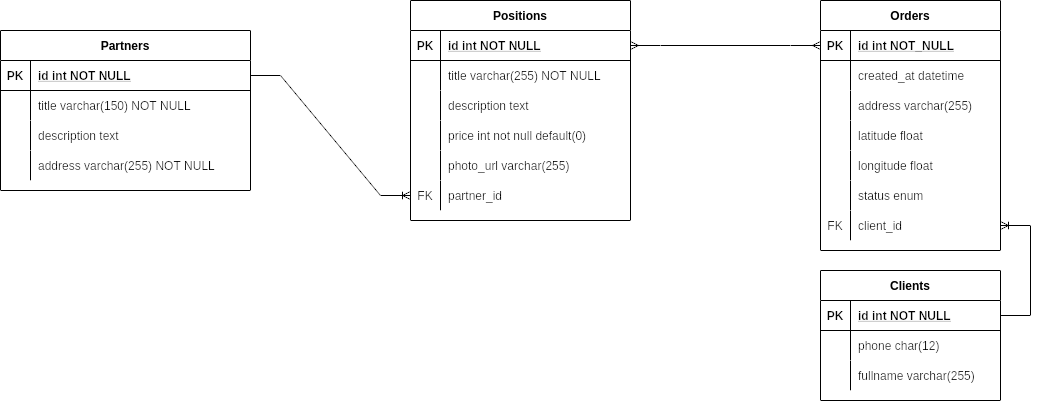 Partners
PK id int NOT NULL
title varchar(150) NOT NULL
description text
address varchar(255) NOT NULL
Positions
PK id int NOT NULL
title varchar(255) NOT NULL
description text
price int not null default(0)
photo_url varchar(255)
FK partner_id
Orders
PK id int NOT_NULL
created_at datetime
address varchar(255)
latitude float
longitude float
status enum
FK client_id
Clients
PK id int NOT NULL
phone char(12)
fullname varchar(255)